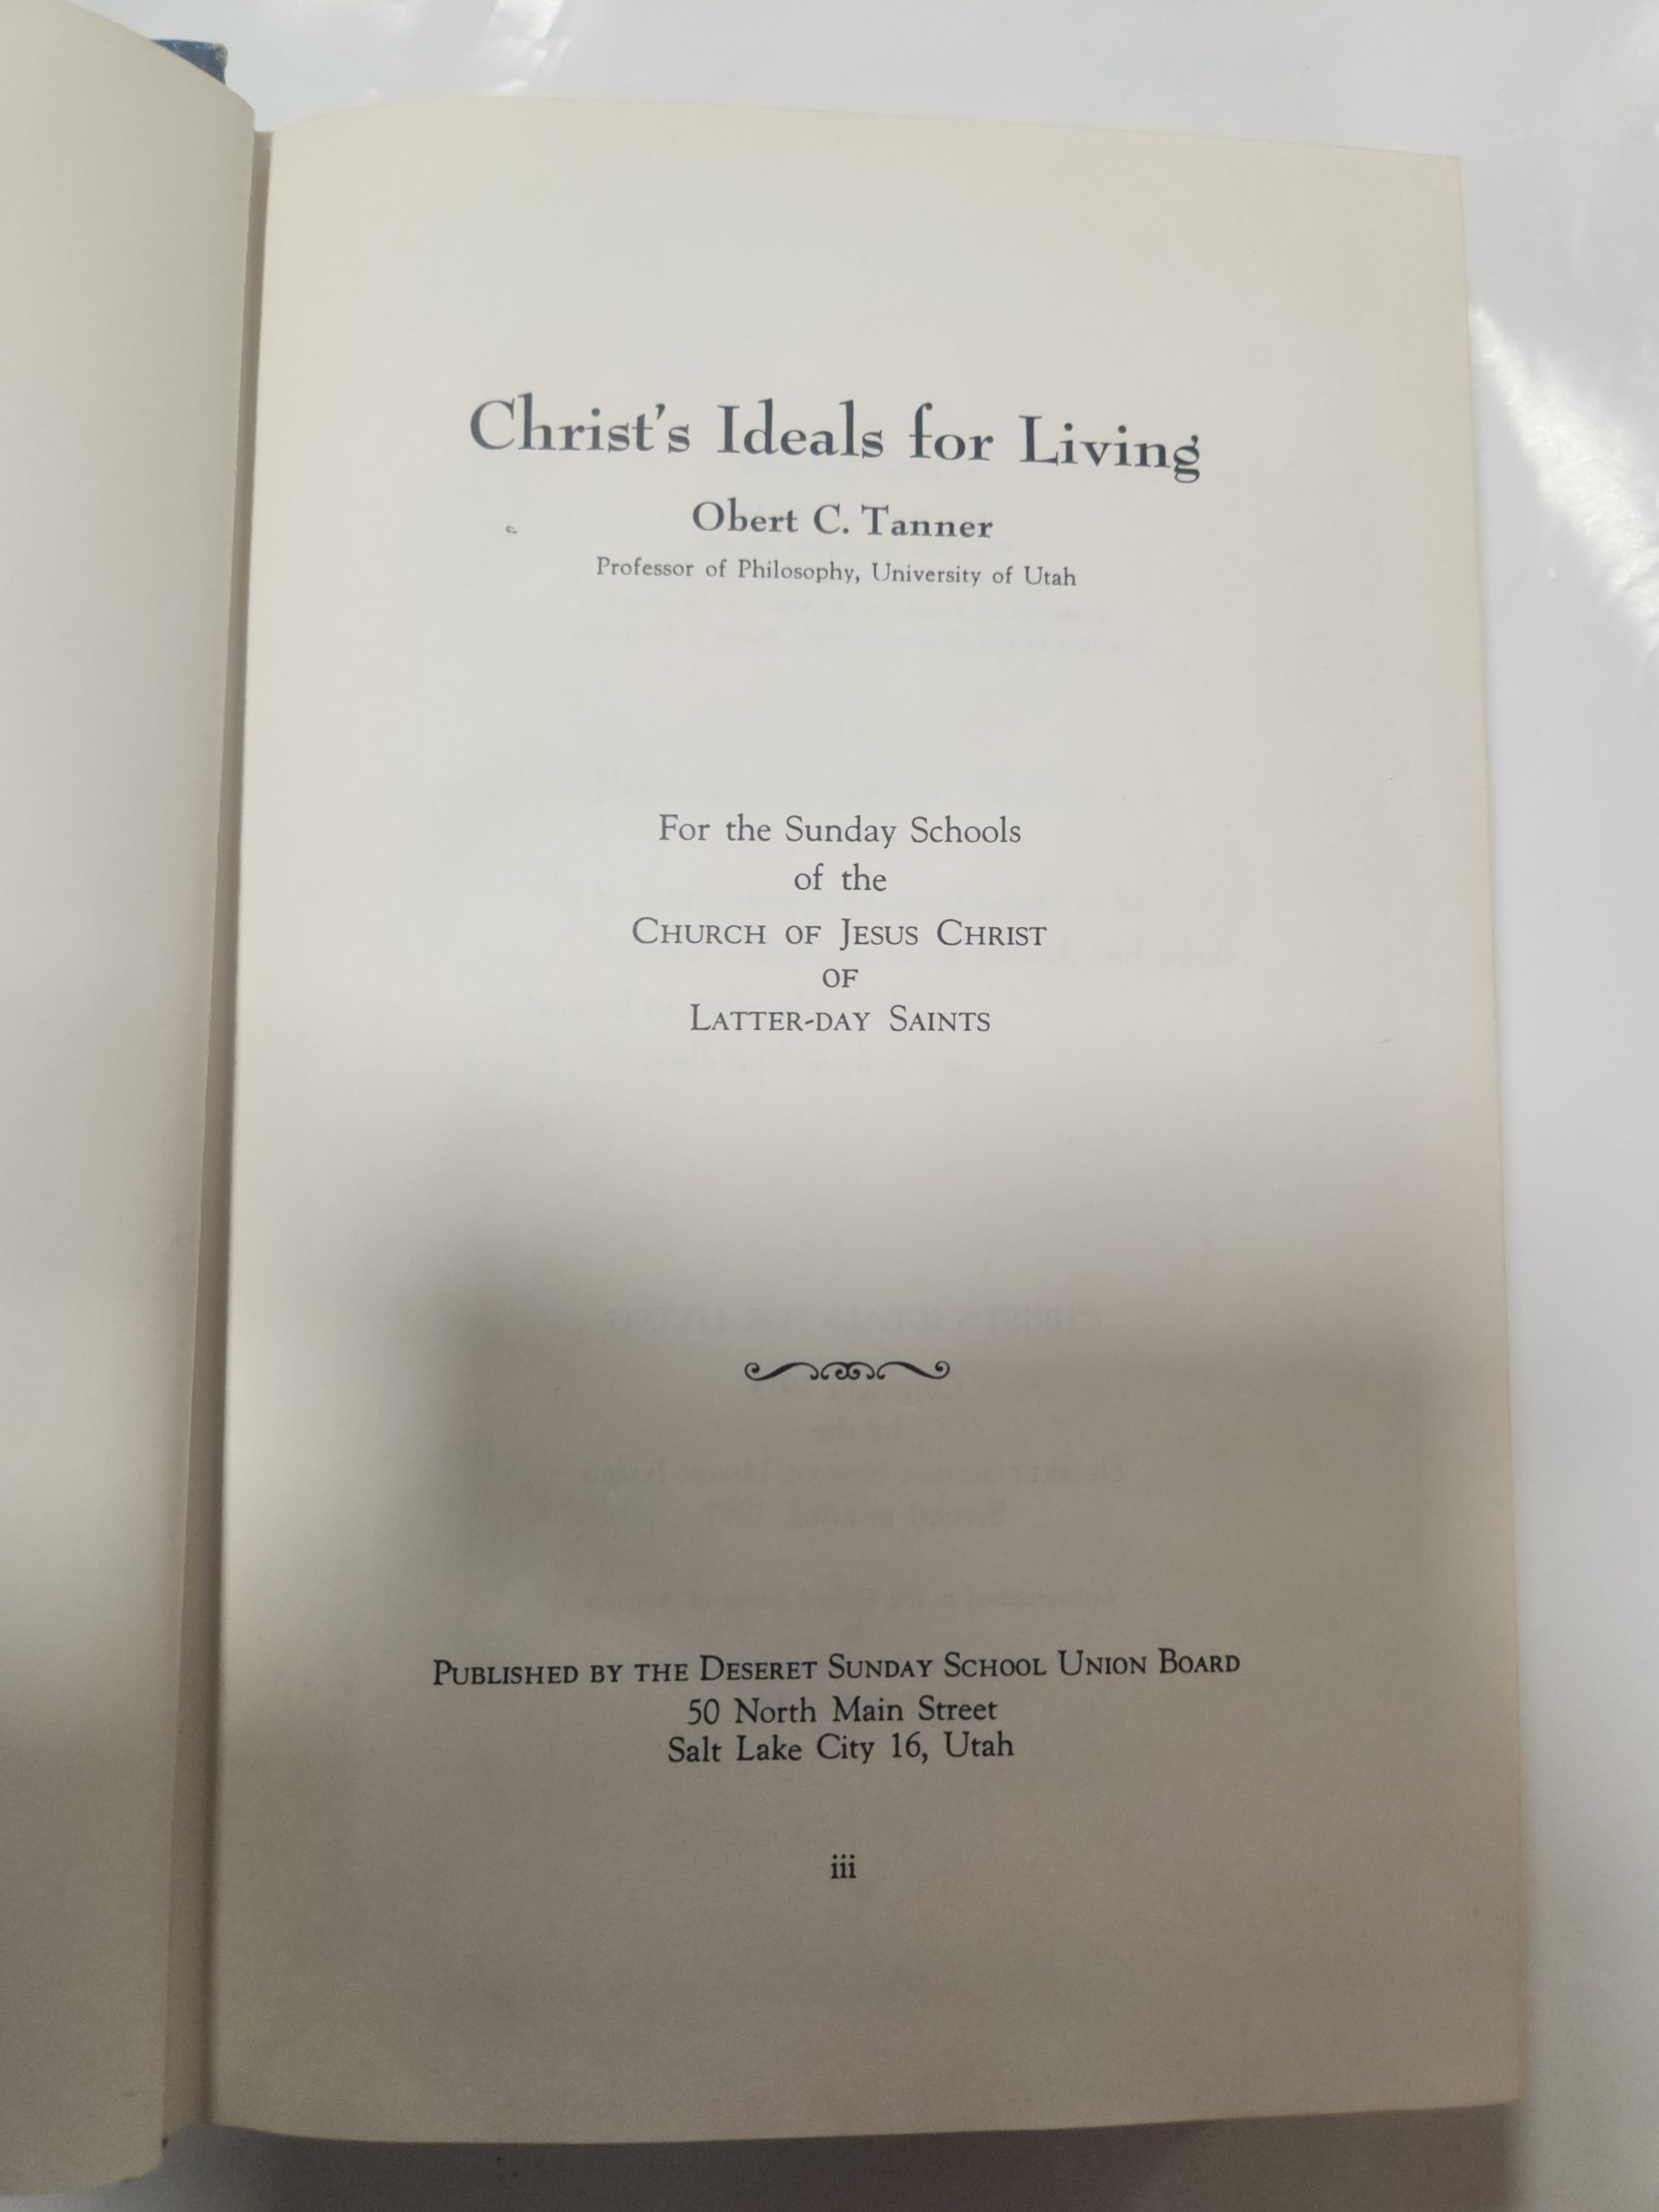 Christ's Ideals for Living
Obert C. Tanner
Professor of Philosophy, University of Utah
For the Sunday Schools
of the
CHURCH OF JESUS CHRIST
OF
LATTER-DAY SAINTS
PUBLISHED BY THE DESERET SUNDAY SCHOOL UNION BOARD
50 North Main Street
Salt Lake City 16, Utah
iii